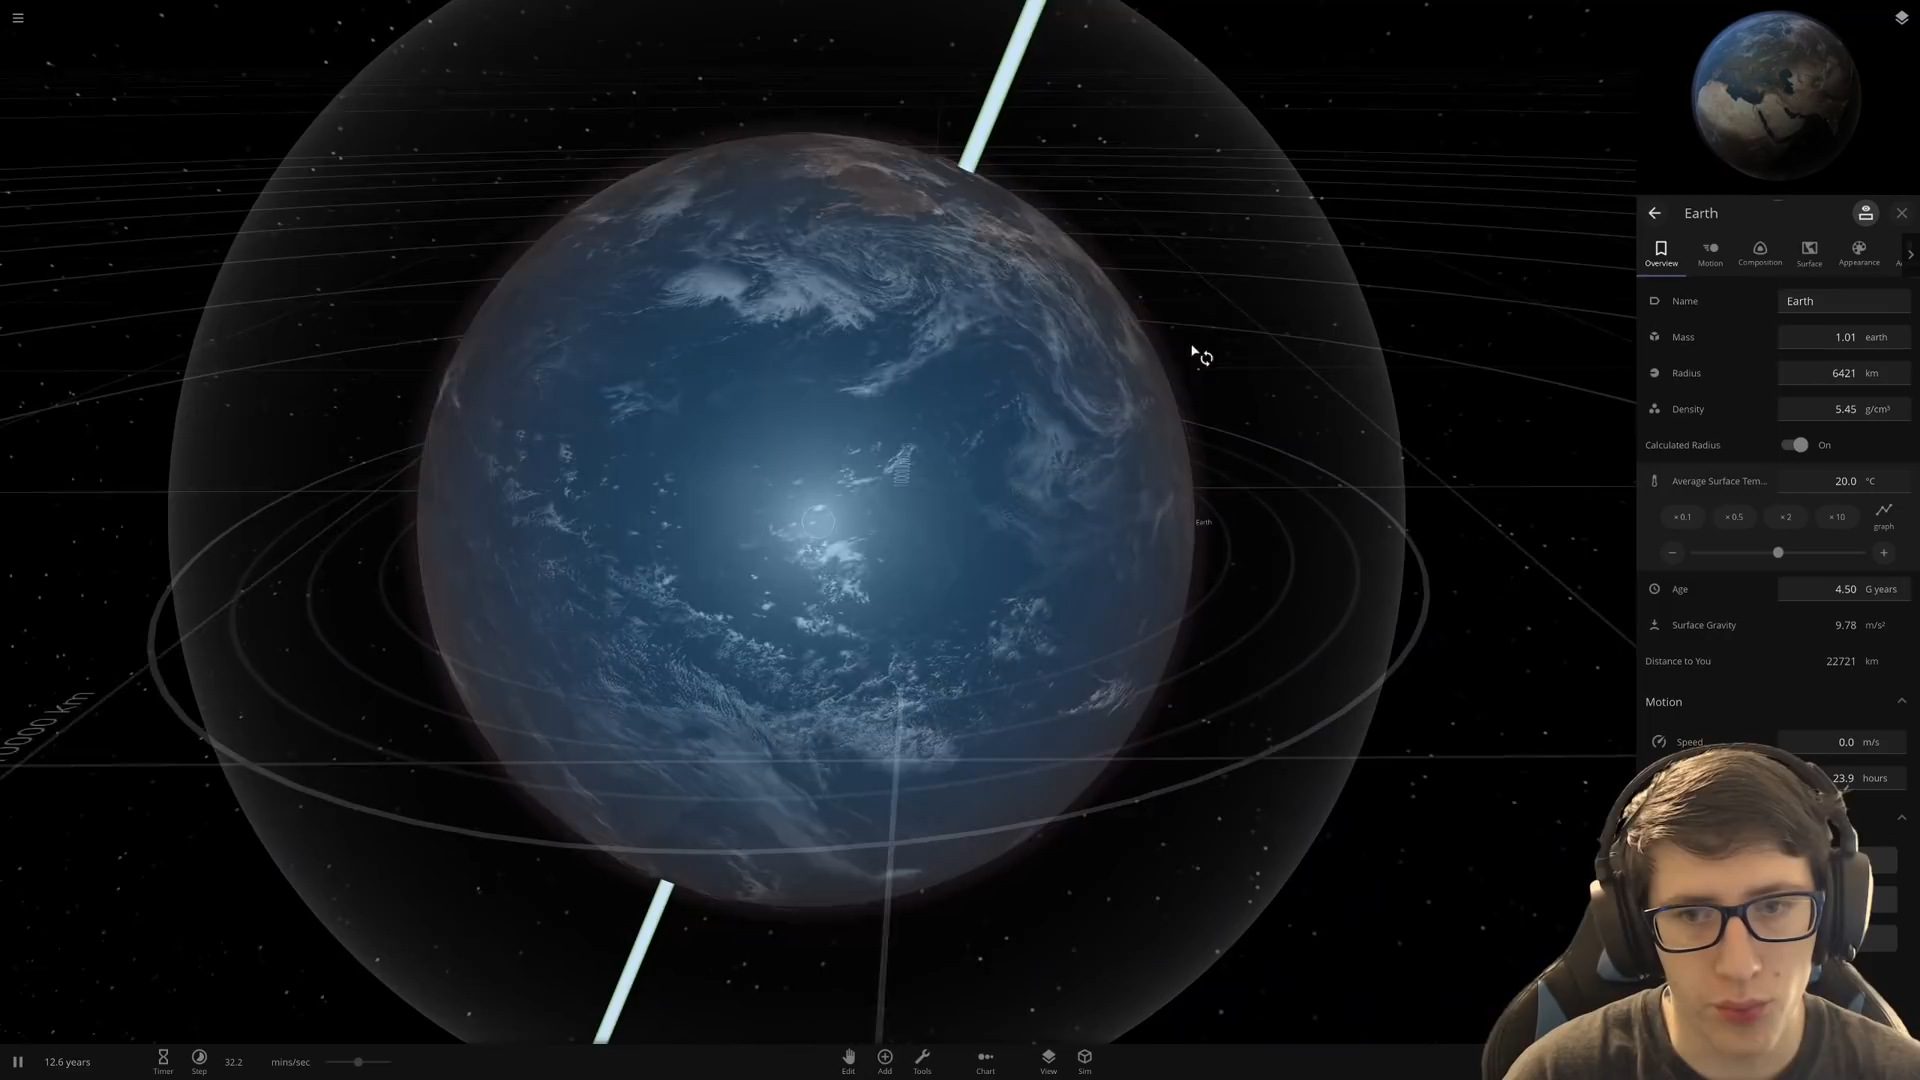 Earth
Overview
Motion
Composition
Surface
Appearance
Name
Earth
Mass
1.01 earth
Radius
6421 km
Density
5.45 g/cm³
Calculated Radius
On
Average Surface Tem...
20.0 °C
× 0.1
× 0.5
× 2
× 10
graph
Earth
Age
4.50 G years
Surface Gravity
9.78 m/s²
Distance to You
22721 km
Motion
Speed
0.0 m/s
23.9 hours
12.6 years
Timer
Step
32.2 mins/sec
Edit
Add
Tools
Chart
View
Sim